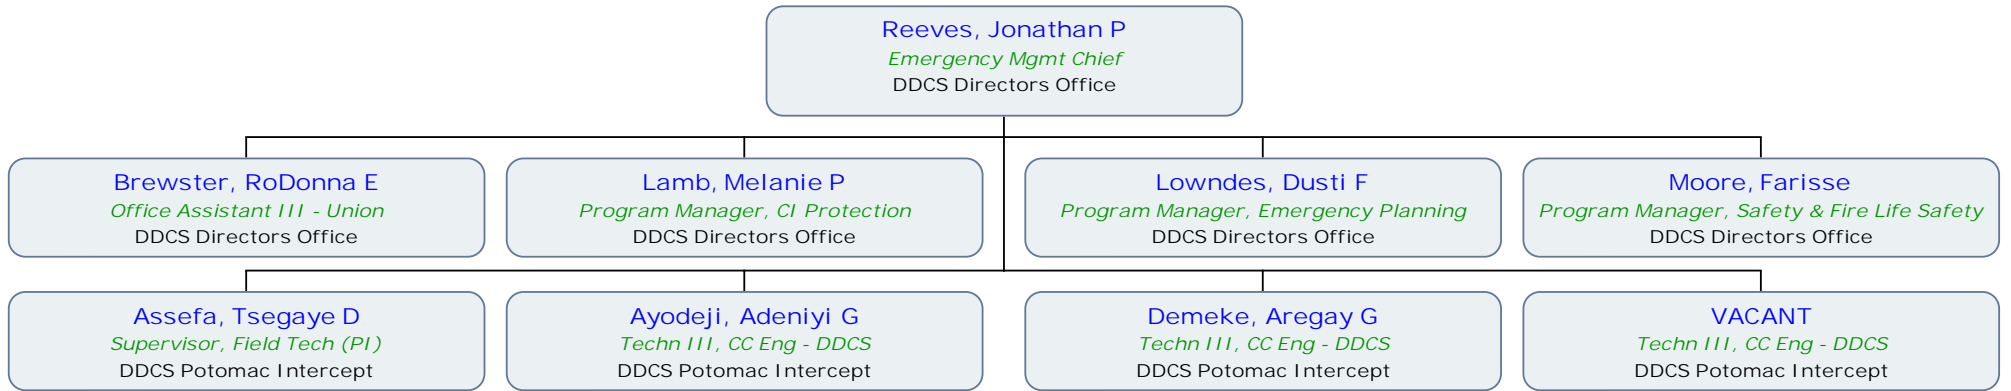 Reeves, Jonathan P
Emergency Mgmt Chief
DDCS Directors Office
Brewster, RoDonna E
Office Assistant III - Union
DDCS Directors Office
Lamb, Melanie P
Program Manager, CI Protection
DDCS Directors Office
Lowndes, Dusti F
Program Manager, Emergency Planning
DDCS Directors Office
Moore, Farisse
Program Manager, Safety & Fire Life Safety
DDCS Directors Office
Assefa, Tsegaye D
Supervisor, Field Tech (PI)
DDCS Potomac Intercept
Ayodeji, Adeniyi G
Techn III, CC Eng - DDCS
DDCS Potomac Intercept
Demeke, Aregay G
Techn III, CC Eng - DDCS
DDCS Potomac Intercept
VACANT
Techn III, CC Eng - DDCS
DDCS Potomac Intercept